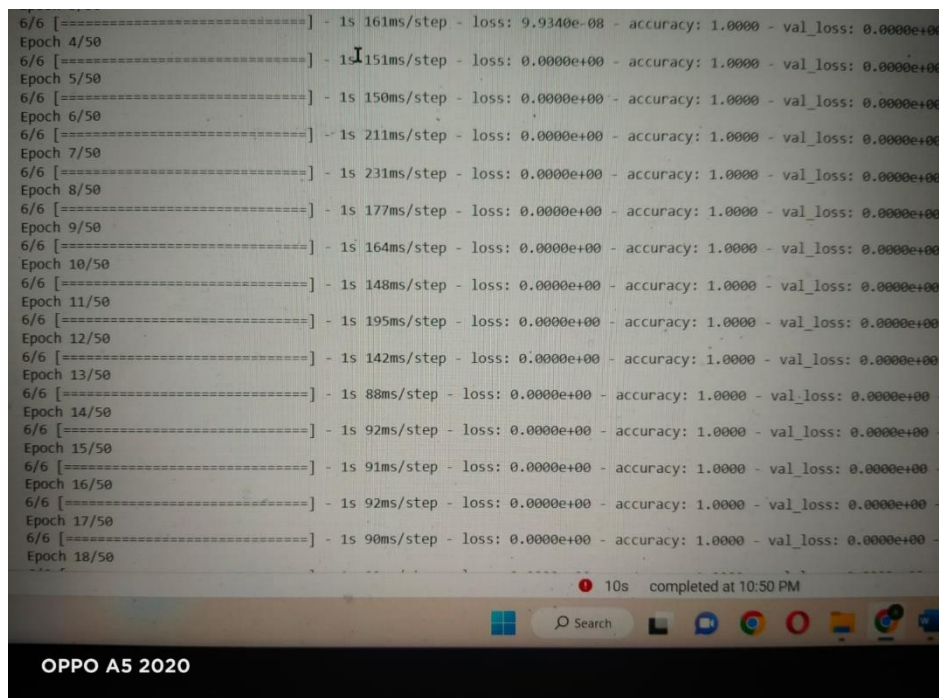 6/6 [==============================] - 1s 161ms/step - loss: 9.9340e-08 - accuracy: 1.0000 - val_loss: 0.0000e+00
Epoch 4/50
6/6 [==============================] - 1s 151ms/step - loss: 0.0000e+00 - accuracy: 1.0000 - val_loss: 0.0000e+00
Epoch 5/50
6/6 [==============================] - 1s 150ms/step - loss: 0.0000e+00 - accuracy: 1.0000 - val_loss: 0.0000e+00
Epoch 6/50
6/6 [==============================] - 1s 211ms/step - loss: 0.0000e+00 - accuracy: 1.0000 - val_loss: 0.0000e+00
Epoch 7/50
6/6 [==============================] - 1s 231ms/step - loss: 0.0000e+00 - accuracy: 1.0000 - val_loss: 0.0000e+00
Epoch 8/50
6/6 [==============================] - 1s 177ms/step - loss: 0.0000e+00 - accuracy: 1.0000 - val_loss: 0.0000e+00
Epoch 9/50
6/6 [==============================] - 1s 164ms/step - loss: 0.0000e+00 - accuracy: 1.0000 - val_loss: 0.0000e+00
Epoch 10/50
6/6 [==============================] - 1s 148ms/step - loss: 0.0000e+00 - accuracy: 1.0000 - val_loss: 0.0000e+00
Epoch 11/50
6/6 [==============================] - 1s 195ms/step - loss: 0.0000e+00 - accuracy: 1.0000 - val_loss: 0.0000e+00
Epoch 12/50
6/6 [==============================] - 1s 142ms/step - loss: 0.0000e+00 - accuracy: 1.0000 - val_loss: 0.0000e+00
Epoch 13/50
6/6 [==============================] - 1s 88ms/step - loss: 0.0000e+00 - accuracy: 1.0000 - val_loss: 0.0000e+00 -
Epoch 14/50
6/6 [==============================] - 1s 92ms/step - loss: 0.0000e+00 - accuracy: 1.0000 - val_loss: 0.0000e+00 -
Epoch 15/50
6/6 [==============================] - 1s 91ms/step - loss: 0.0000e+00 - accuracy: 1.0000 - val_loss: 0.0000e+00 -
Epoch 16/50
6/6 [==============================] - 1s 92ms/step - loss: 0.0000e+00 - accuracy: 1.0000 - val_loss: 0.0000e+00 -
Epoch 17/50
6/6 [==============================] - 1s 90ms/step - loss: 0.0000e+00 - accuracy: 1.0000 - val_loss: 0.0000e+00 -
Epoch 18/50
10s completed at 10:50 PM
Search
OPPO A5 2020